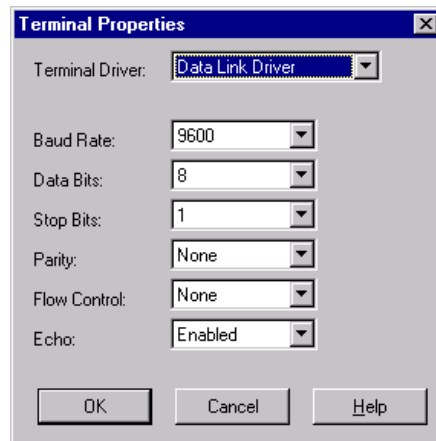 Terminal Properties
Terminal Driver: Data Link Driver
Baud Rate: 9600
Data Bits: 8
Stop Bits: 1
Parity: None
Flow Control: None
Echo: Enabled
OK Cancel Help